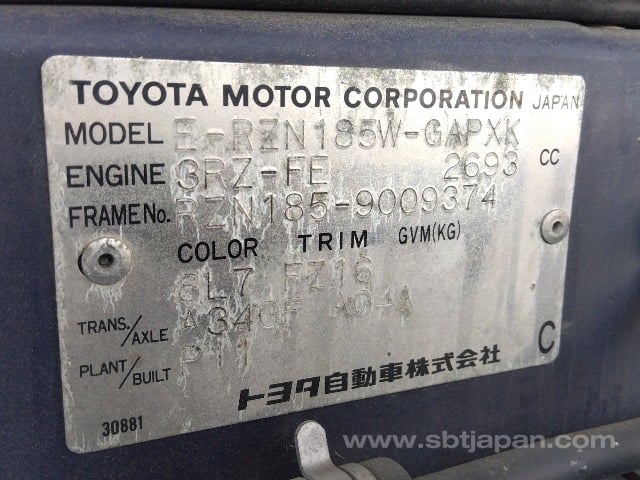 TOYOTA MOTOR CORPORATION JAPAN
MODEL E-RZN185W-GAPXK
ENGINE 3RZ-FE 2693 CC
FRAME No. RZN185-9009374
COLOR TRIM GVM(KG)
6L7 FZ16
TRANS./AXLE A340F A04A
PLANT/BUILT P11 C
トヨタ自動車株式会社
30881
www.sbtjapan.com